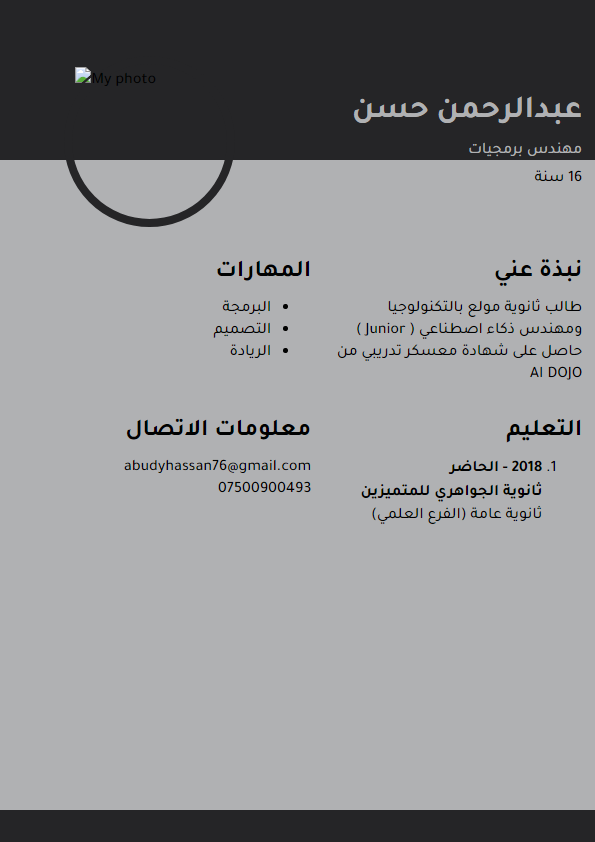 My photo
عبدالرحمن حسن
مهندس برمجيات
16 سنة
نبذة عني
طالب ثانوية مولع بالتكنولوجيا
ومهندس ذكاء اصطناعي ( Junior )
حاصل على شهادة معسكر تدريبي من
AI DOJO
المهارات
البرمجة
التصميم
الريادة
التعليم
1. 2018 - الحاضر
ثانوية الجواهري للمتميزين
ثانوية عامة (الفرع العلمي)
معلومات الاتصال
abudyhassan76@gmail.com
07500900493